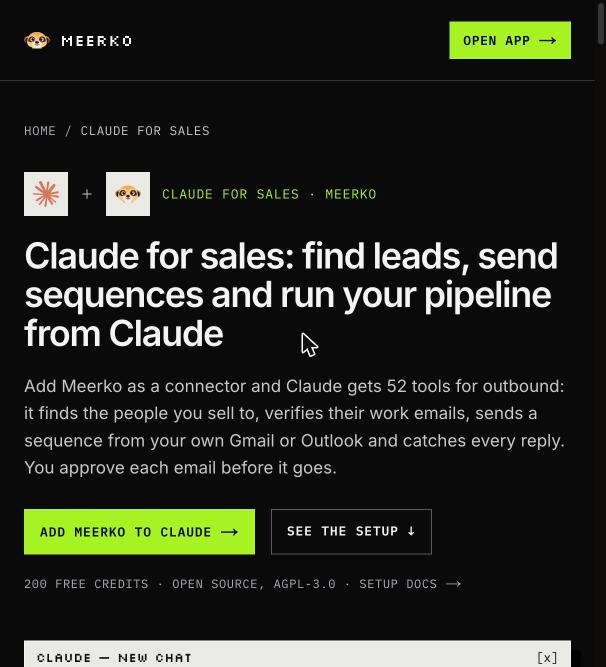 MEERKO
OPEN APP →
HOME / CLAUDE FOR SALES
+
CLAUDE FOR SALES · MEERKO
Claude for sales: find leads, send
sequences and run your pipeline
from Claude
Add Meerko as a connector and Claude gets 52 tools for outbound:
it finds the people you sell to, verifies their work emails, sends a
sequence from your own Gmail or Outlook and catches every reply.
You approve each email before it goes.
ADD MEERKO TO CLAUDE →
SEE THE SETUP ↓
200 FREE CREDITS · OPEN SOURCE, AGPL-3.0 · SETUP DOCS →
CLAUDE — NEW CHAT
[x]